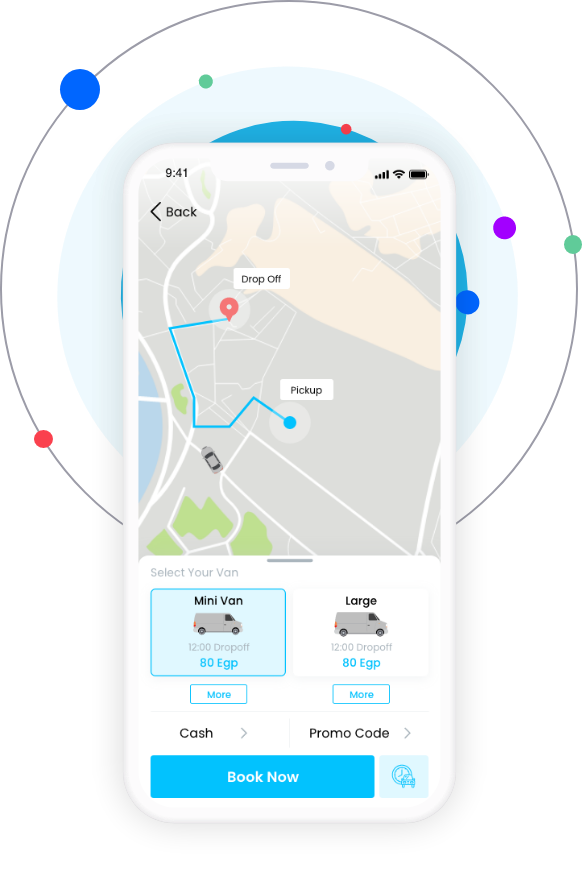 9:41
Back
Drop Off
Pickup
Select Your Van
Mini Van
Large
12:00 Dropoff
12:00 Dropoff
80 Egp
80 Egp
More
More
Cash
Promo Code
Book Now